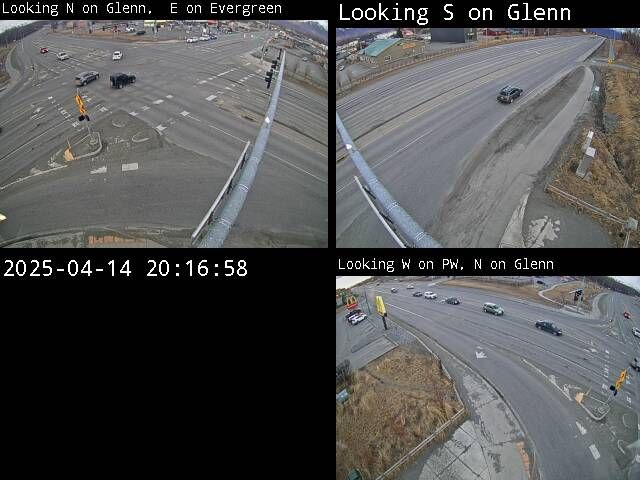 Looking N on Glenn,  E on Evergreen
Looking S on Glenn
2025-04-14 20:16:58
Looking W on PW, N on Glenn